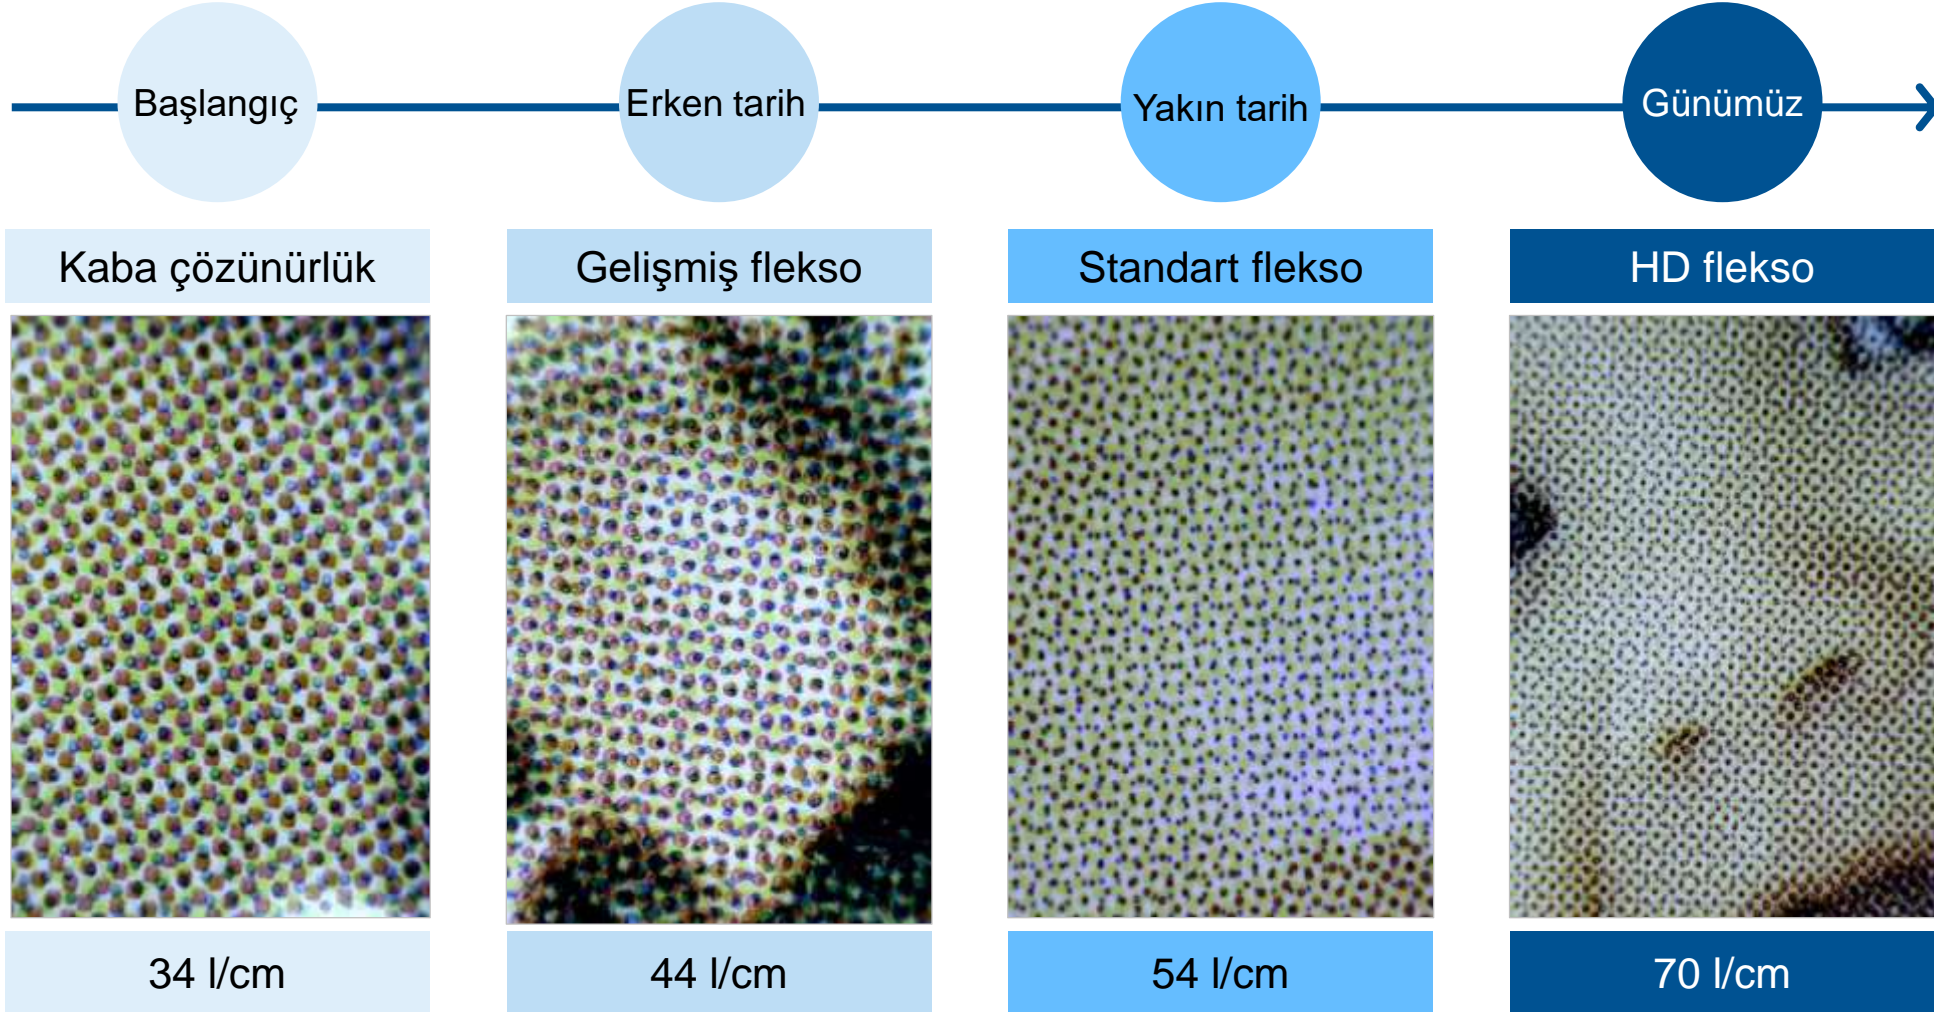 Başlangıç
Erken tarih
Yakın tarih
Günümüz
Kaba çözünürlük
Gelişmiş flekso
Standart flekso
HD flekso
34 l/cm
44 l/cm
54 l/cm
70 l/cm